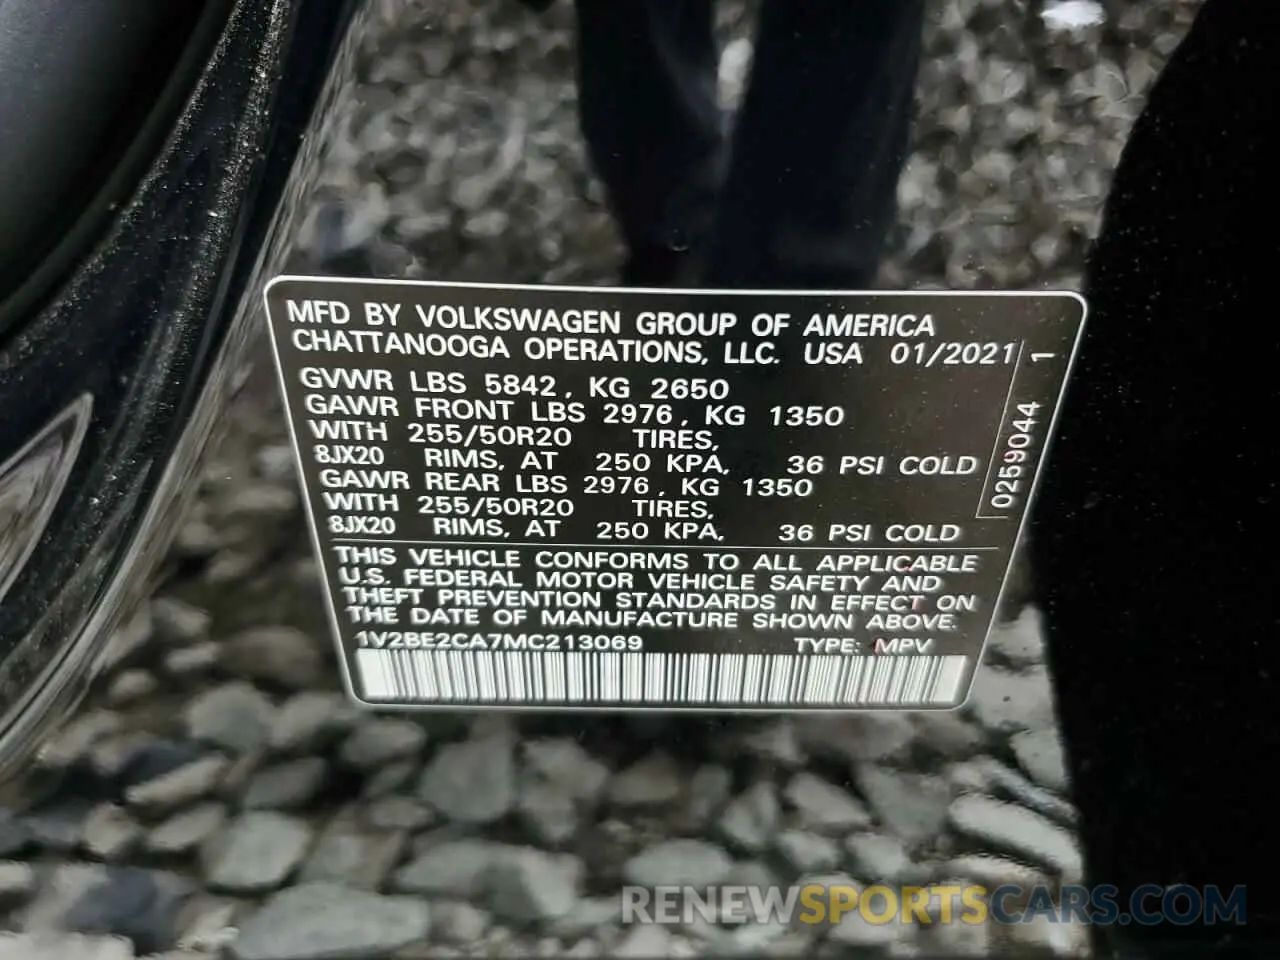 MFD BY VOLKSWAGEN GROUP OF AMERICA
CHATTANOOGA OPERATIONS, LLC. USA 01/2021
GVWR LBS 5842, KG 2650
GAWR FRONT LBS 2976, KG 1350
WITH 255/50R20 TIRES,
8JX20 RIMS, AT 250 KPA, 36 PSI COLD
GAWR REAR LBS 2976, KG 1350
WITH 255/50R20 TIRES,
8JX20 RIMS, AT 250 KPA, 36 PSI COLD
0259044 1
THIS VEHICLE CONFORMS TO ALL APPLICABLE
U.S. FEDERAL MOTOR VEHICLE SAFETY AND
THEFT PREVENTION STANDARDS IN EFFECT ON
THE DATE OF MANUFACTURE SHOWN ABOVE.
1V2BE2CA7MC213069 TYPE: MPV
RENEWSPORTSCARS.COM